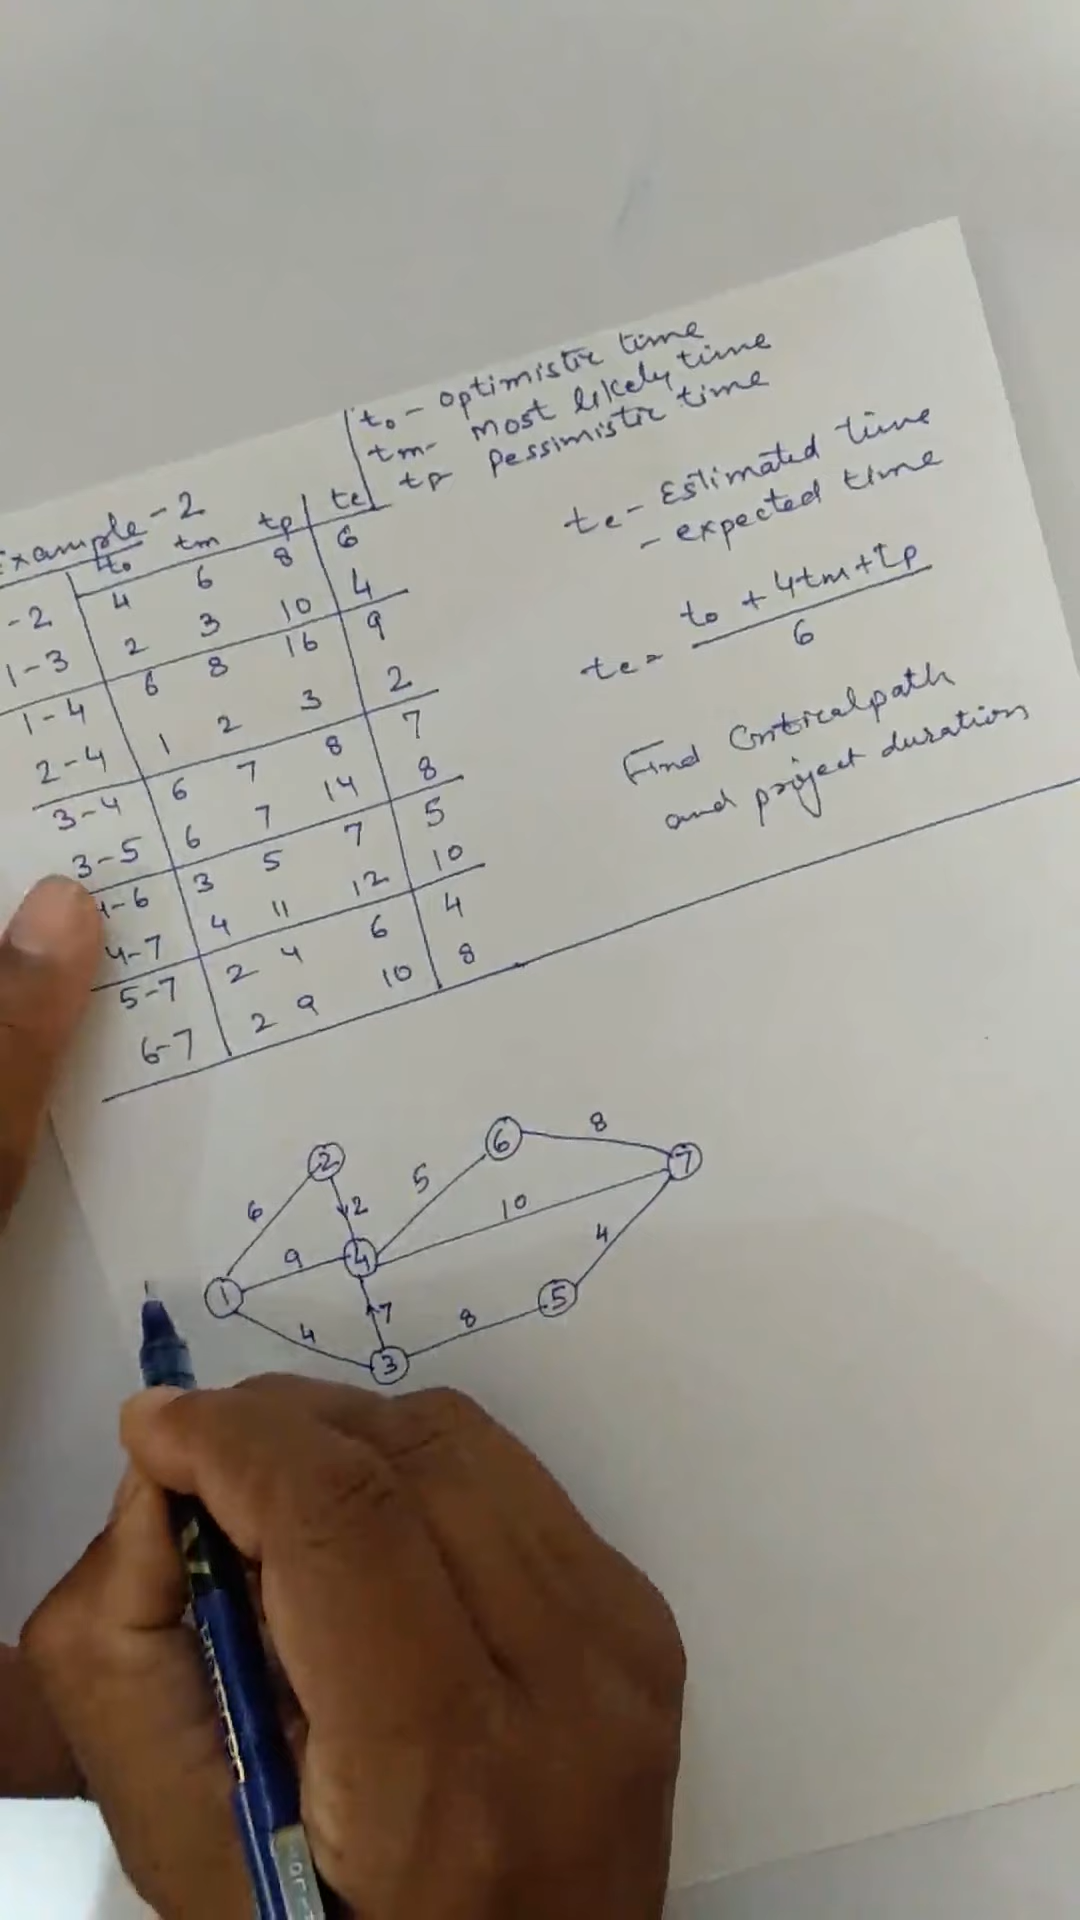 Example-2
to tm tp te
-2 4 6 8 6
1-3 2 3 10 4
1-4 6 8 16 9
2-4 1 2 3 2
3-4 6 7 8 7
3-5 6 7 14 8
4-6 3 5 7 5
4-7 4 11 12 10
5-7 2 4 6 4
6-7 2 9 10 8
to - optimistic time
tm- most likely time
tp- pessimistic time
te- Estimated time
- expected time
te = to + 4tm + tp
6
Find Critical path
and project duration
2 6 8 7
6 2 5 10
1 9 4 4
4 7 8 5
3